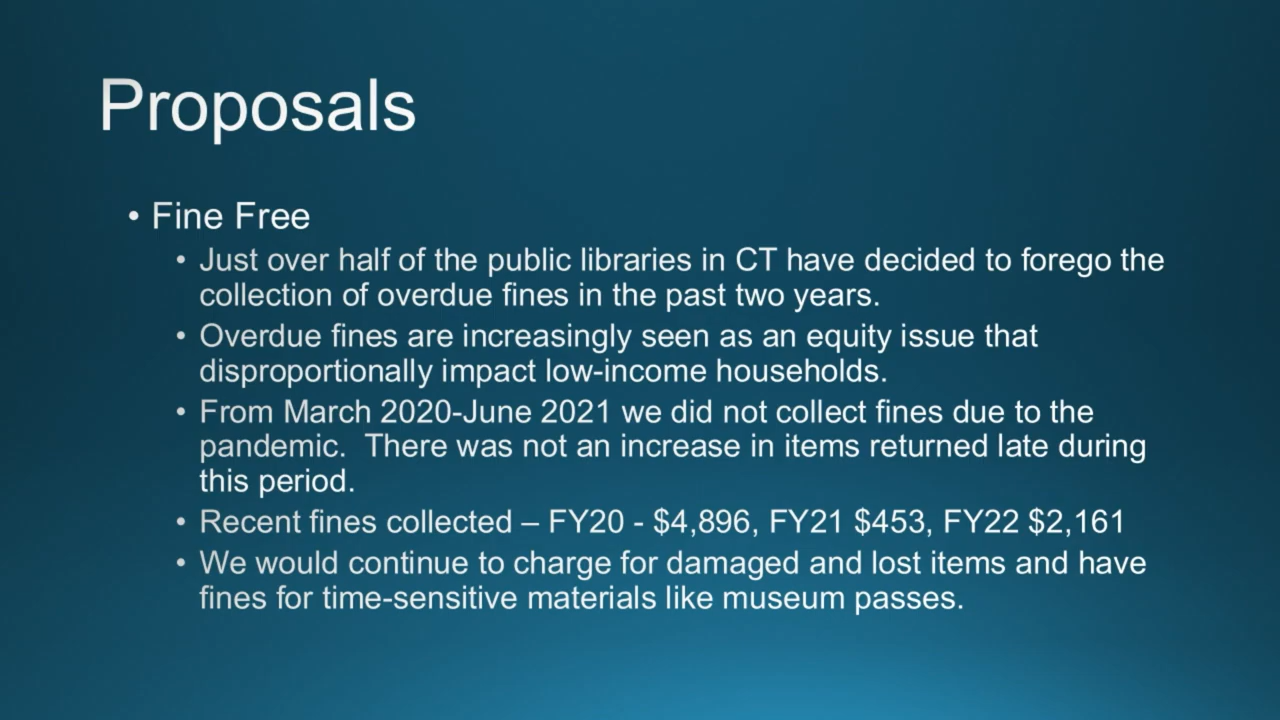 Proposals
• Fine Free
• Just over half of the public libraries in CT have decided to forego the
collection of overdue fines in the past two years.
• Overdue fines are increasingly seen as an equity issue that
disproportionally impact low-income households.
• From March 2020-June 2021 we did not collect fines due to the
pandemic.  There was not an increase in items returned late during
this period.
• Recent fines collected – FY20 - $4,896, FY21 $453, FY22 $2,161
• We would continue to charge for damaged and lost items and have
fines for time-sensitive materials like museum passes.